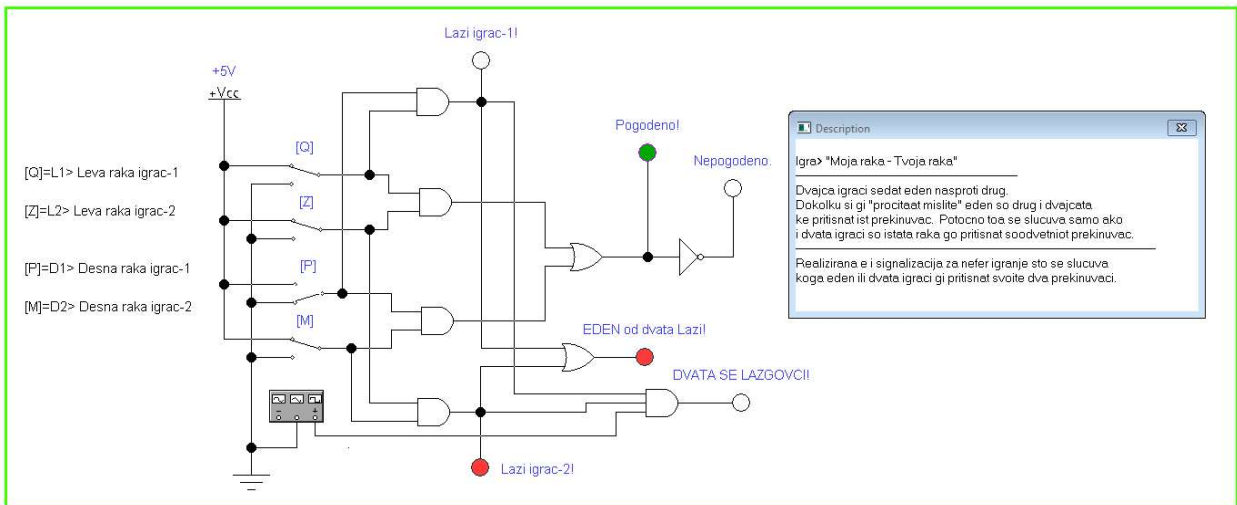 Lazi igrac-1!
+5V
+Vcc
[Q]
[Q]=L1> Leva raka igrac-1
[Z]
[Z]=L2> Leva raka igrac-2
[P]
[P]=D1> Desna raka igrac-1
[M]=D2> Desna raka igrac-2
[M]
Pogodeno!
Nepogodeno.
EDEN od dvata Lazi!
DVATA SE LAZGOVCI!
Lazi igrac-2!
Description
Igra> "Moja raka - Tvoja raka"
Dvajca igraci sedat eden nasproti drug.
Dokolku si gi "procitaat mislite" eden so drug i dvajcata
ke pritisnat ist prekinuvac. Potocno toa se slucuva samo ako
i dvata igraci so istata raka go pritisnat soodvetniot prekinuvac.
Realizirana e i signalizacija za nefer igranje sto se slucuva
koga eden ili dvata igraci gi pritisnat svoite dva prekinuvaci.